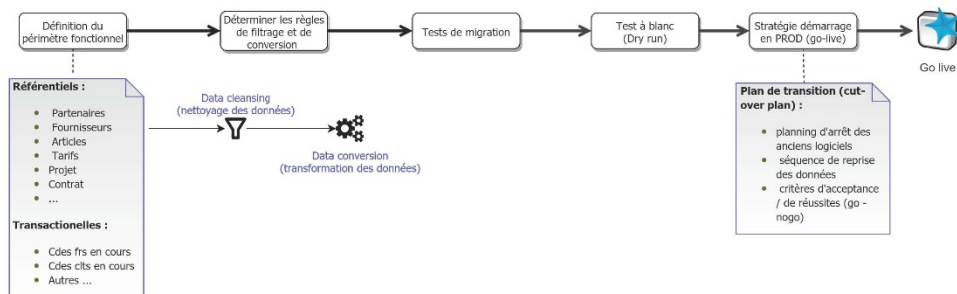 Définition du
périmètre fonctionnel
Déterminer les règles
de filtrage et de
conversion
Tests de migration
Test à blanc
(Dry run)
Stratégie démarrage
en PROD (go-live)
Go live
Référentiels :
• Partenaires
• Fournisseurs
• Articles
• Tarifs
• Projet
• Contrat
• ...
Transactionelles :
• Cdes frs en cours
• Cdes clts en cours
• Autres ...
Data cleansing
(nettoyage des données)
Data conversion
(transformation des données)
Plan de transition (cut-
over plan) :
• planning d'arrêt des
anciens logiciels
• séquence de reprise
des données
• critères d'acceptance
/ de réussites (go -
nogo)